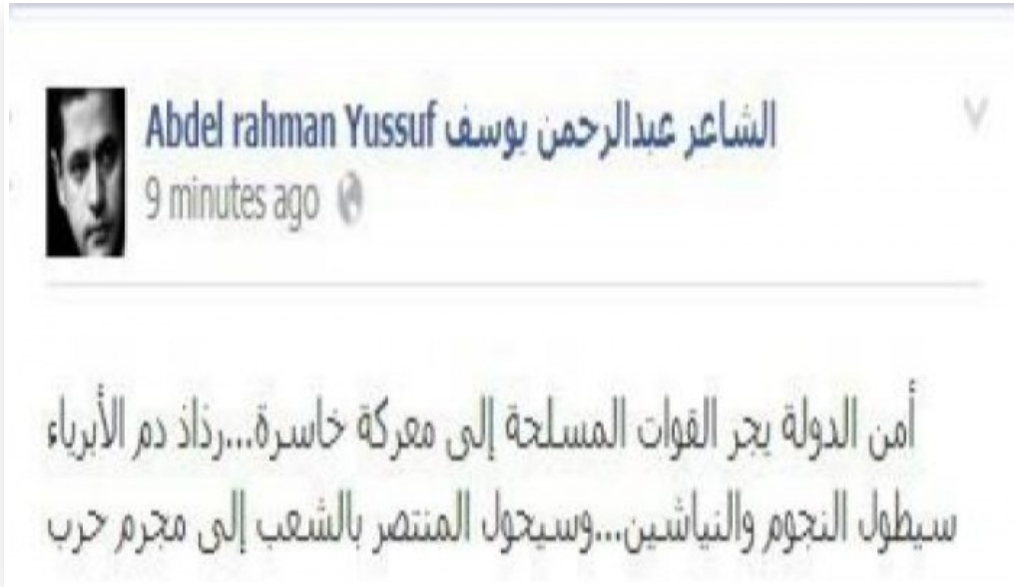 Abdel rahman Yussuf الشاعر عبدالرحمن يوسف
9 minutes ago
أمن الدولة يجر القوات المسلحة إلى معركة خاسرة...رذاذ دم الأبرياء
سيطول النجوم والنياشين...وسيحول المنتصر بالشعب إلى مجرم حرب